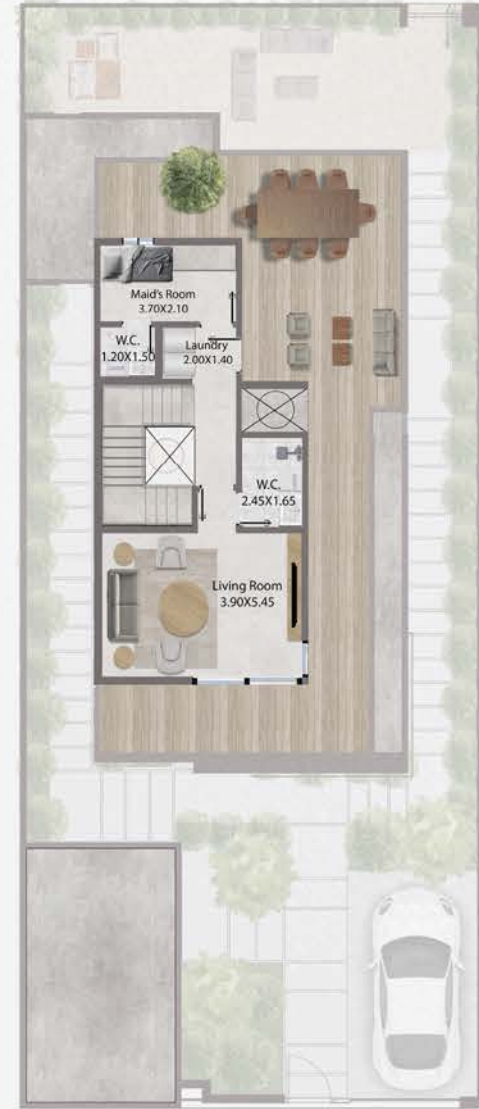 Maid's Room
3.70X2.10
W.C.
1.20X1.50
Laundry
2.00X1.40
W.C.
2.45X1.65
Living Room
3.90X5.45